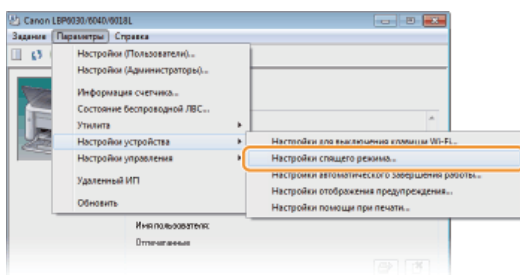 Canon LBP6030/6040/6018L
Задание Параметры Справка
Настройки (Пользователи)...
Настройки (Администраторы)...
Информация счетчика...
Состояние беспроводной ЛВС...
Утилита
Настройки устройства
Настройки управления
Удаленный ИП
Обновить
Настройки для выключения клавиши Wi-Fi...
Настройки спящего режима...
Настройки автоматического завершения работы...
Настройки отображения предупреждения...
Настройки помощи при печати...
Имя пользователя:
Отпечатанные